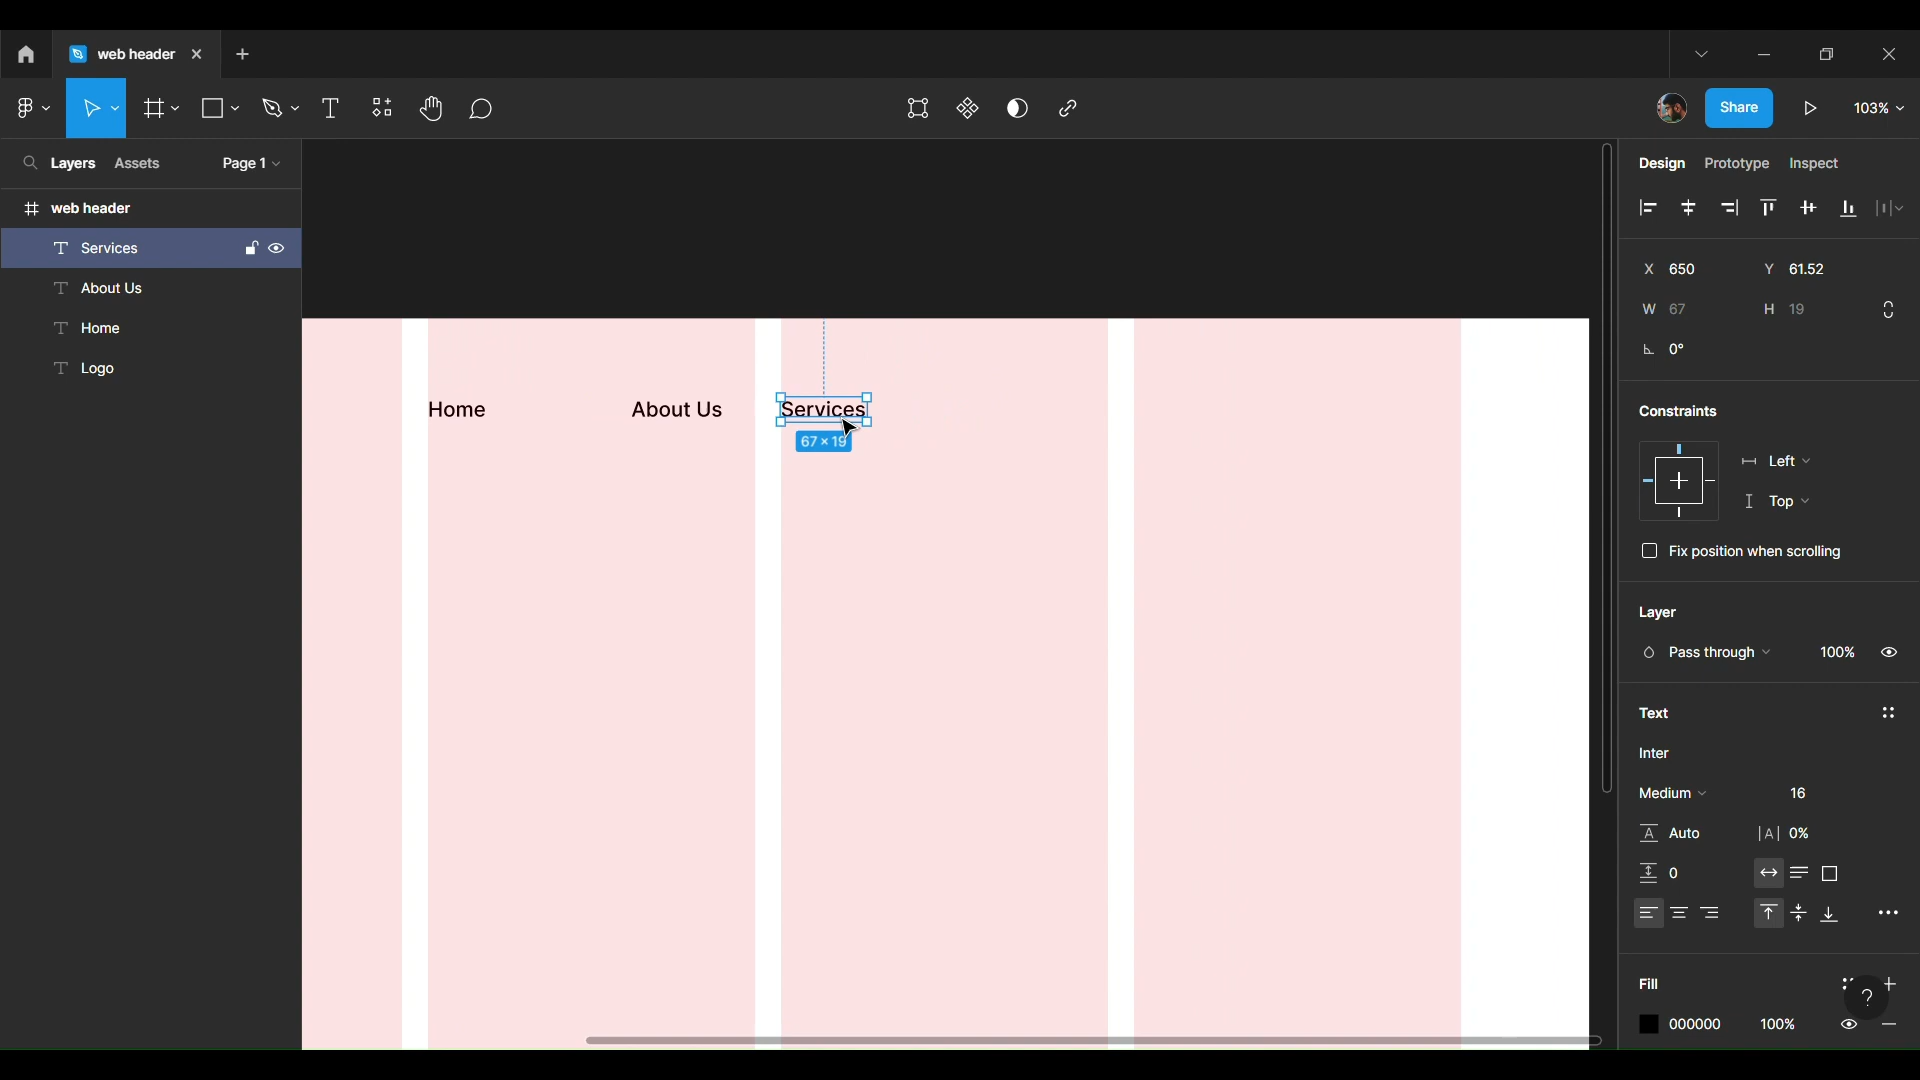 web header
Share
103%
Layers Assets Page 1
web header
Services
About Us
Home
Logo
Home About Us Services
67 × 19
Design Prototype Inspect
X 650 Y 61.52
W 67 H 19
0°
Constraints
Left
Top
Fix position when scrolling
Layer
Pass through 100%
Text
Inter
Medium 16
A Auto |A| 0%
0
Fill
?
000000 100%